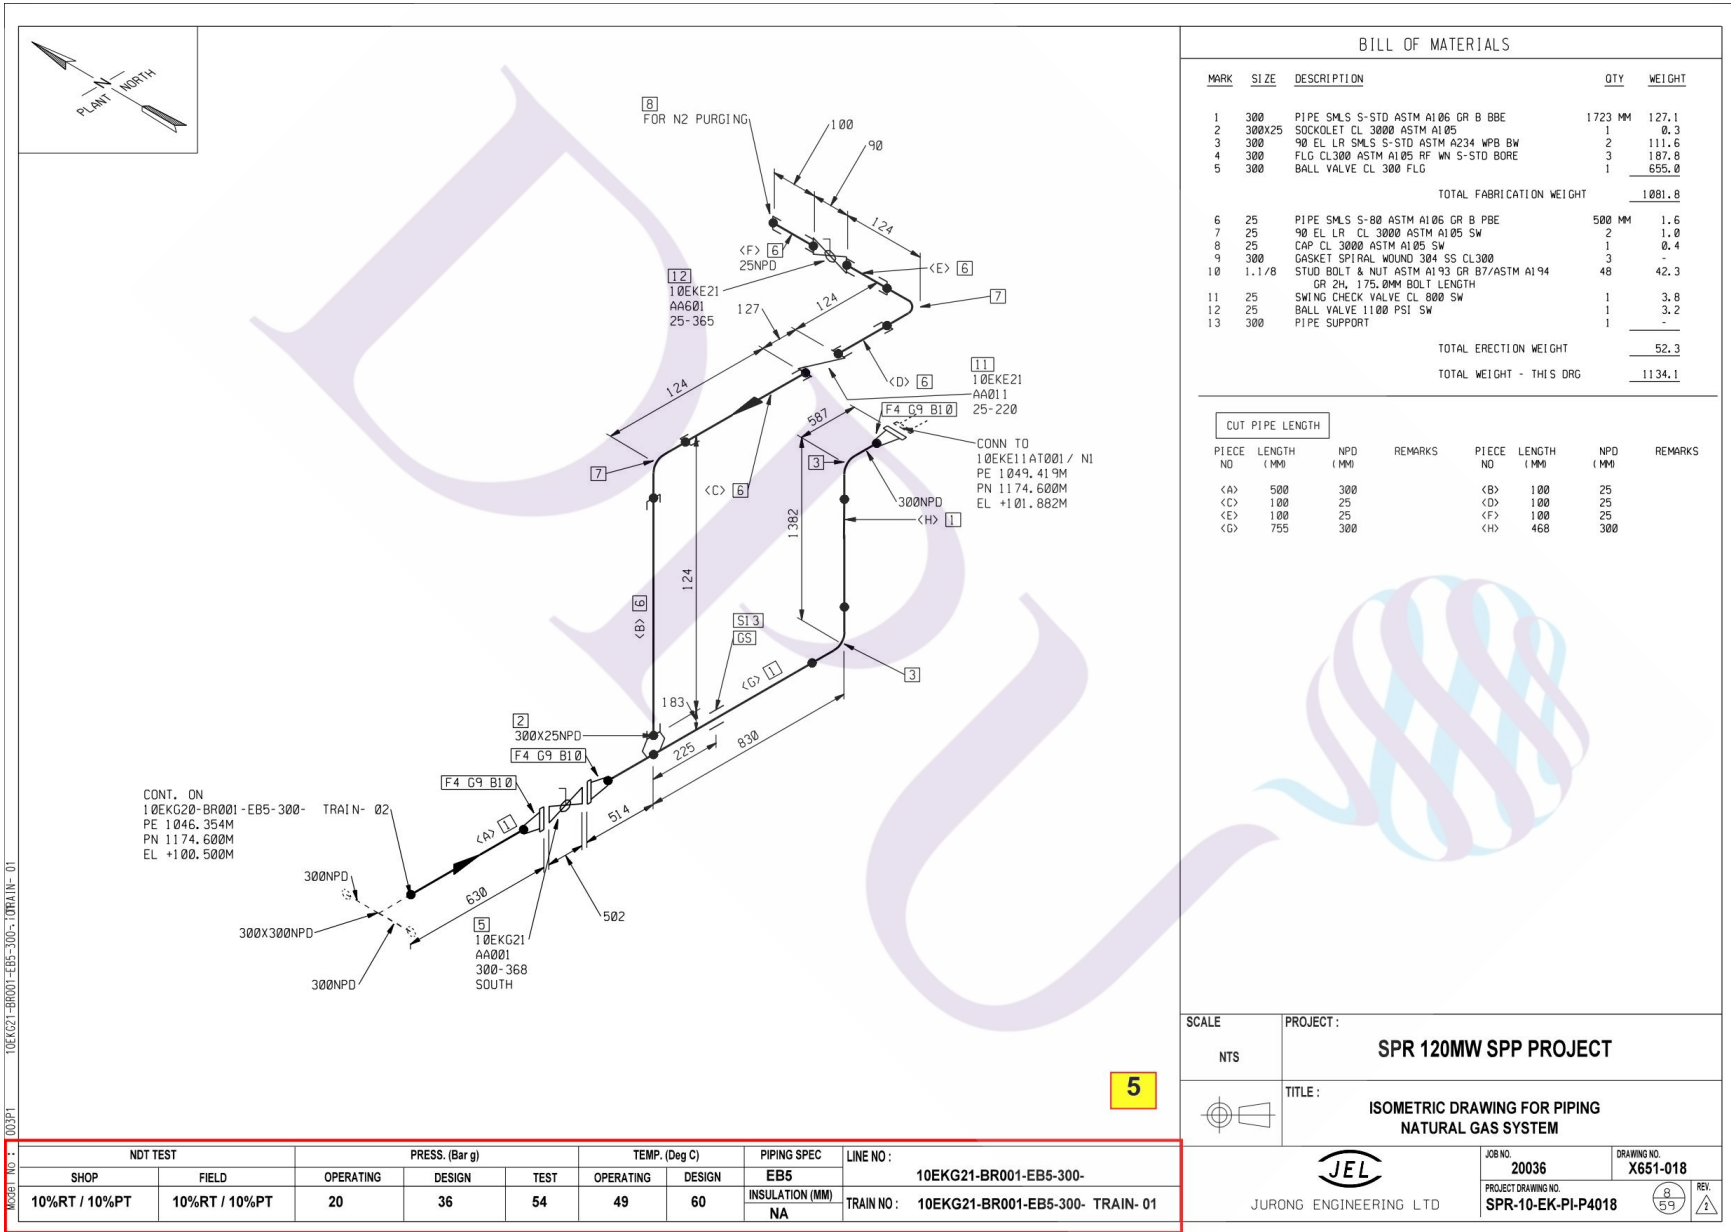 N
PLANT NORTH
8
FOR N2 PURGING
100
90
124
<F> 6
25NPD
<E> 6
12
10EKE21
AA601
25-365
7
127
124
124
<D> 6
11
10EKE21
AA011
25-220
F4 G9 B10
587
CONN TO
10EKE11AT001/ N1
PE 1049.419M
PN 1174.600M
EL +101.882M
3
7
<C> 6
300NPD
<H> 1
1382
124
<B> 6
S13
GS
<G> 1
3
183
2
300X25NPD
F4 G9 B10
225
830
F4 G9 B10
514
CONT. ON
10EKG20-BR001-EB5-300- TRAIN- 02
PE 1046.354M
PN 1174.600M
EL +100.500M
<A> 1
300NPD
630
502
300X300NPD
5
10EKG21
AA001
300-368
SOUTH
300NPD
5
BILL OF MATERIALS
MARK SIZE DESCRIPTION QTY WEIGHT
1 300 PIPE SMLS S-STD ASTM A106 GR B BBE 1723 MM 127.1
2 300X25 SOCKOLET CL 3000 ASTM A105 1 0.3
3 300 90 EL LR SMLS S-STD ASTM A234 WPB BW 2 111.6
4 300 FLG CL300 ASTM A105 RF WN S-STD BORE 3 187.8
5 300 BALL VALVE CL 300 FLG 1 655.0
TOTAL FABRICATION WEIGHT 1081.8
6 25 PIPE SMLS S-80 ASTM A106 GR B PBE 500 MM 1.6
7 25 90 EL LR CL 3000 ASTM A105 SW 2 1.0
8 25 CAP CL 3000 ASTM A105 SW 1 0.4
9 300 GASKET SPIRAL WOUND 304 SS CL300 3 -
10 1.1/8 STUD BOLT & NUT ASTM A193 GR B7/ASTM A194 48 42.3
GR 2H, 175.0MM BOLT LENGTH
11 25 SWING CHECK VALVE CL 800 SW 1 3.8
12 25 BALL VALVE 1100 PSI SW 1 3.2
13 300 PIPE SUPPORT 1 -
TOTAL ERECTION WEIGHT 52.3
TOTAL WEIGHT - THIS DRG 1134.1
CUT PIPE LENGTH
PIECE LENGTH NPD REMARKS PIECE LENGTH NPD REMARKS
NO (MM) (MM) NO (MM) (MM)
<A> 500 300 <B> 100 25
<C> 100 25 <D> 100 25
<E> 100 25 <F> 100 25
<G> 755 300 <H> 468 300
SCALE
NTS
PROJECT :
SPR 120MW SPP PROJECT
TITLE :
ISOMETRIC DRAWING FOR PIPING
NATURAL GAS SYSTEM
JEL
JURONG ENGINEERING LTD
JOB NO.
20036
DRAWING NO.
X651-018
PROJECT DRAWING NO.
SPR-10-EK-PI-P4018
8
59
REV.
2
NDT TEST PRESS. (Bar g) TEMP. (Deg C) PIPING SPEC LINE NO :
SHOP FIELD OPERATING DESIGN TEST OPERATING DESIGN EB5 10EKG21-BR001-EB5-300-
10%RT / 10%PT 10%RT / 10%PT 20 36 54 49 60 INSULATION (MM) NA TRAIN NO : 10EKG21-BR001-EB5-300- TRAIN- 01
Model No : 003P1
DPU